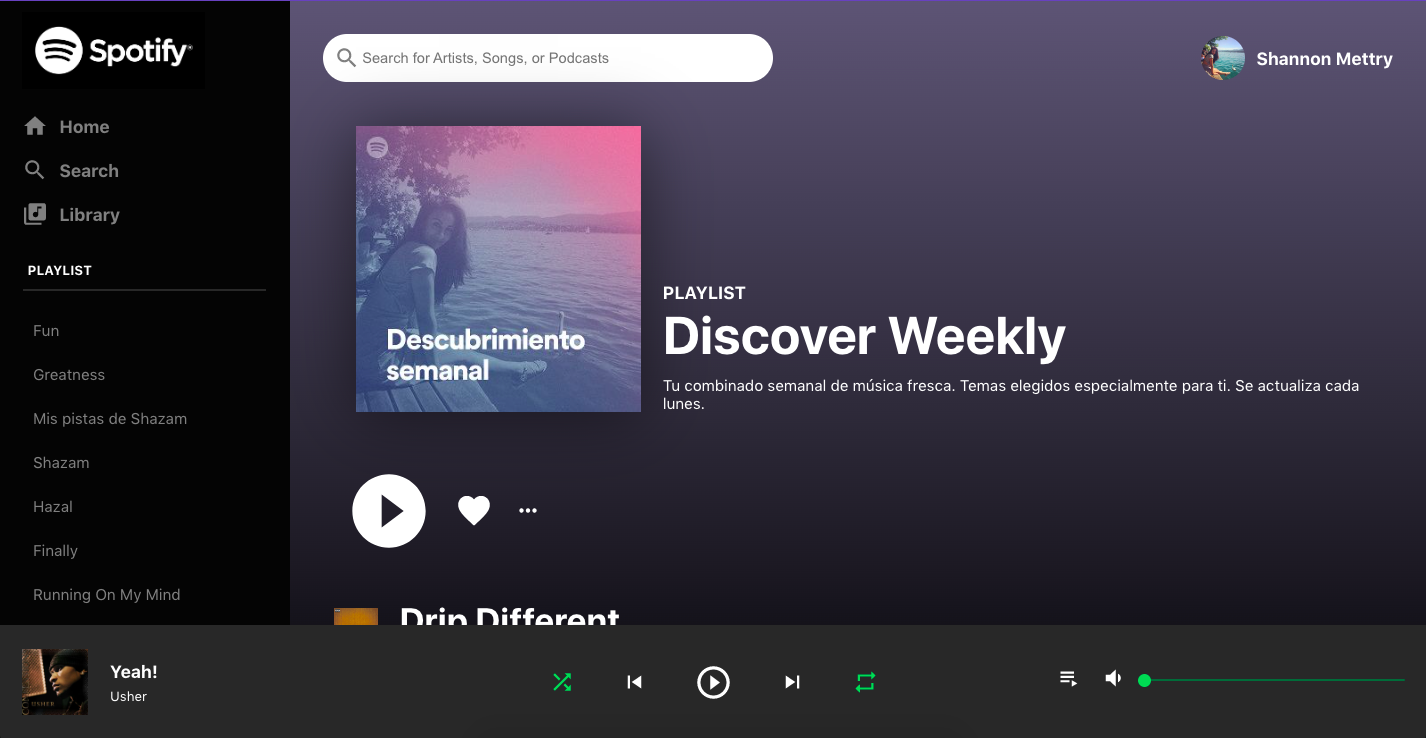 Spotify®
Search for Artists, Songs, or Podcasts
Shannon Mettry
Home
Search
Library
PLAYLIST
Fun
Greatness
Mis pistas de Shazam
Shazam
Hazal
Finally
Running On My Mind
Descubrimiento
semanal
PLAYLIST
Discover Weekly
Tu combinado semanal de música fresca. Temas elegidos especialmente para ti. Se actualiza cada
lunes.
Drip Different
USHER
Yeah!
Usher